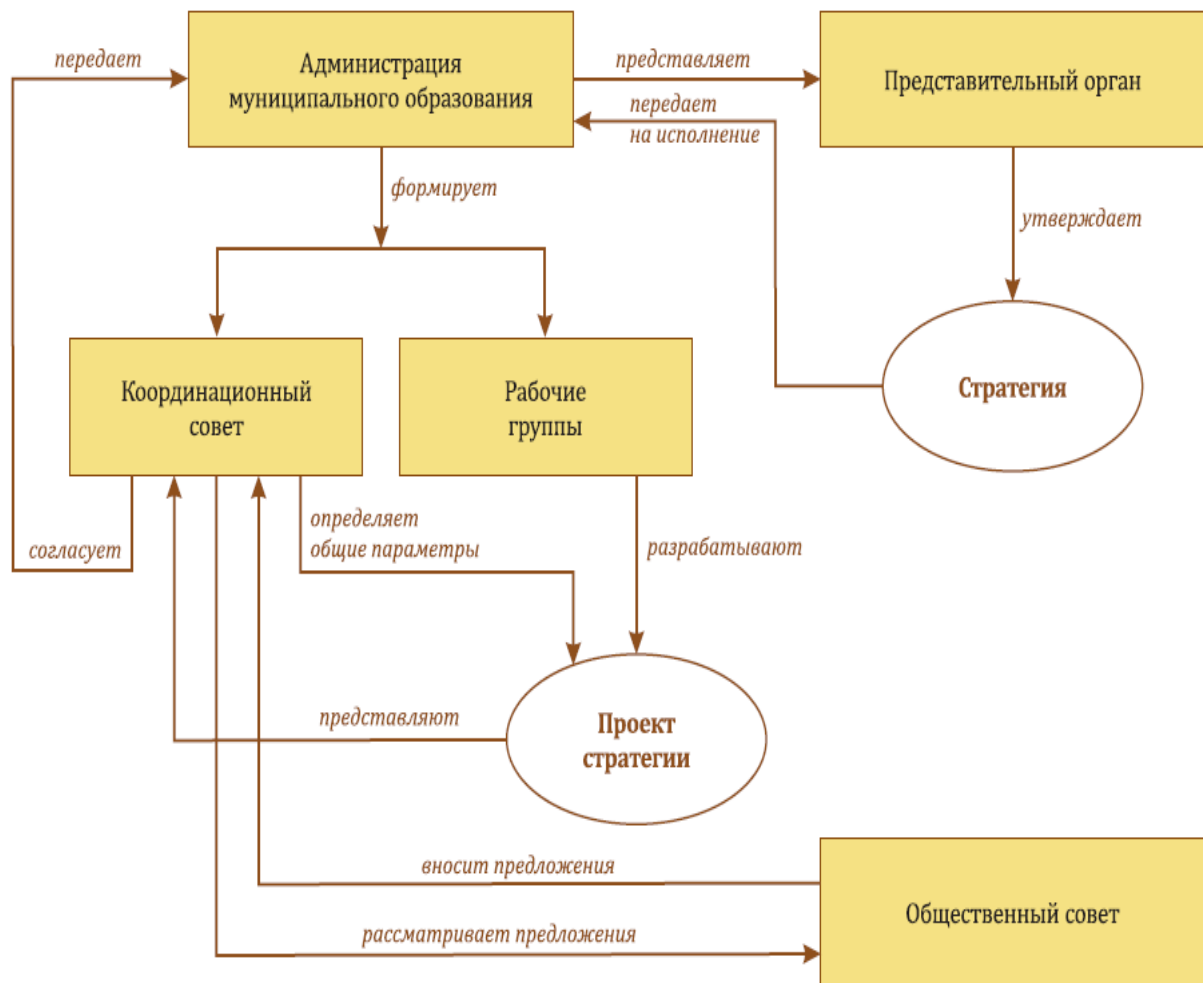 передает
Администрация
муниципального образования
представляет
Представительный орган
передает
на исполнение
формирует
утверждает
Координационный
совет
Рабочие
группы
Стратегия
согласует
определяет
общие параметры
разрабатывают
представляют
Проект
стратегии
вносит предложения
Общественный совет
рассматривает предложения